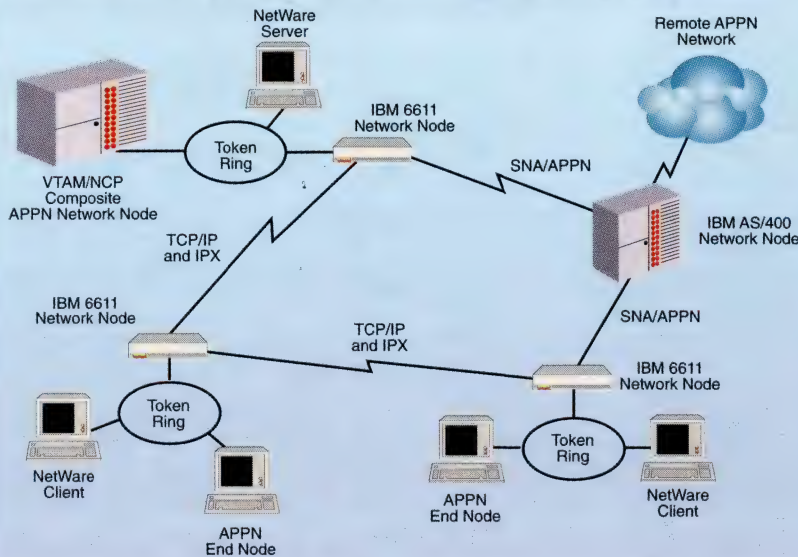 NetWare
Server
Remote APPN
Network
IBM 6611
Network Node
Token
Ring
SNA/APPN
VTAM/NCP
Composite
APPN Network Node
IBM AS/400
Network Node
TCP/IP
and IPX
IBM 6611
Network Node
TCP/IP
and IPX
SNA/APPN
IBM 6611
Network Node
Token
Ring
Token
Ring
NetWare
Client
APPN
End Node
APPN
End Node
NetWare
Client